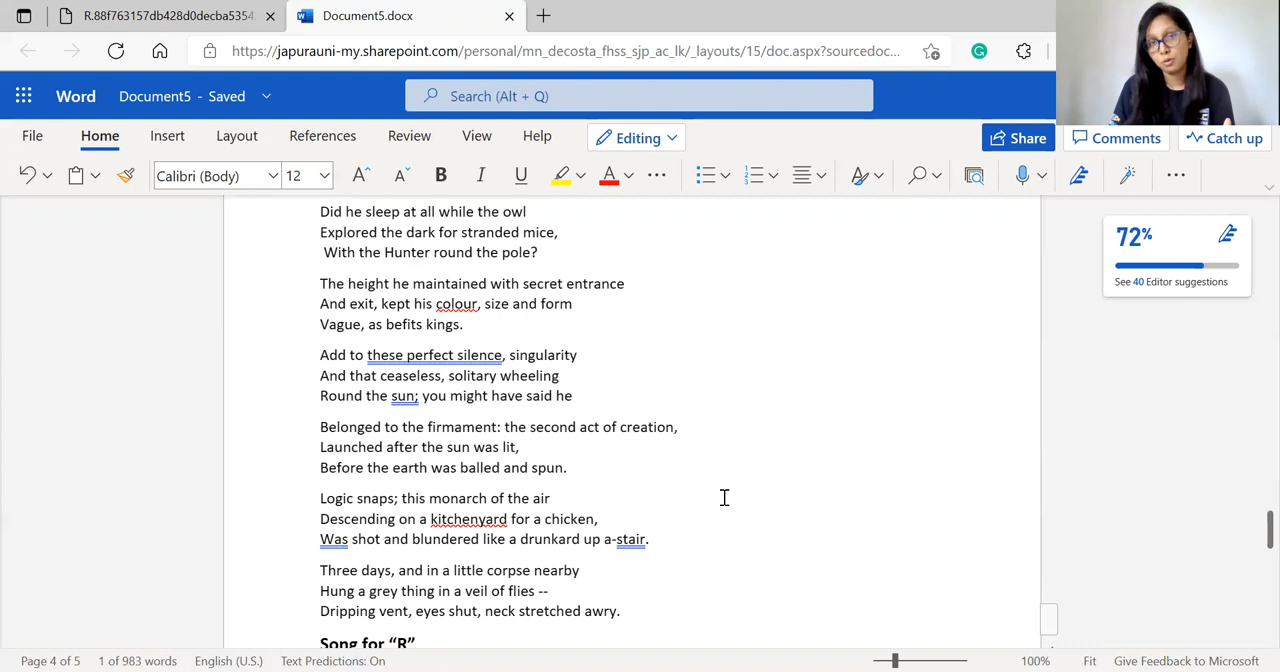 R.88f763157db428d0decba5354
Document5.docx
https://japurauni-my.sharepoint.com/personal/mn_decosta_fhss_sjp_ac_lk/_layouts/15/doc.aspx?sourcedoc...
Word Document5 - Saved
Search (Alt + Q)
File Home Insert Layout References Review View Help Editing Share Comments Catch up
Calibri (Body) 12
Did he sleep at all while the owl
Explored the dark for stranded mice,
With the Hunter round the pole?
The height he maintained with secret entrance
And exit, kept his colour, size and form
Vague, as befits kings.
Add to these perfect silence, singularity
And that ceaseless, solitary wheeling
Round the sun; you might have said he
Belonged to the firmament: the second act of creation,
Launched after the sun was lit,
Before the earth was balled and spun.
Logic snaps; this monarch of the air
Descending on a kitchenyard for a chicken,
Was shot and blundered like a drunkard up a-stair.
Three days, and in a little corpse nearby
Hung a grey thing in a veil of flies --
Dripping vent, eyes shut, neck stretched awry.
Song for “R”
72%
See 40 Editor suggestions
Page 4 of 5 1 of 983 words English (U.S.) Text Predictions: On 100% Fit Give Feedback to Microsoft